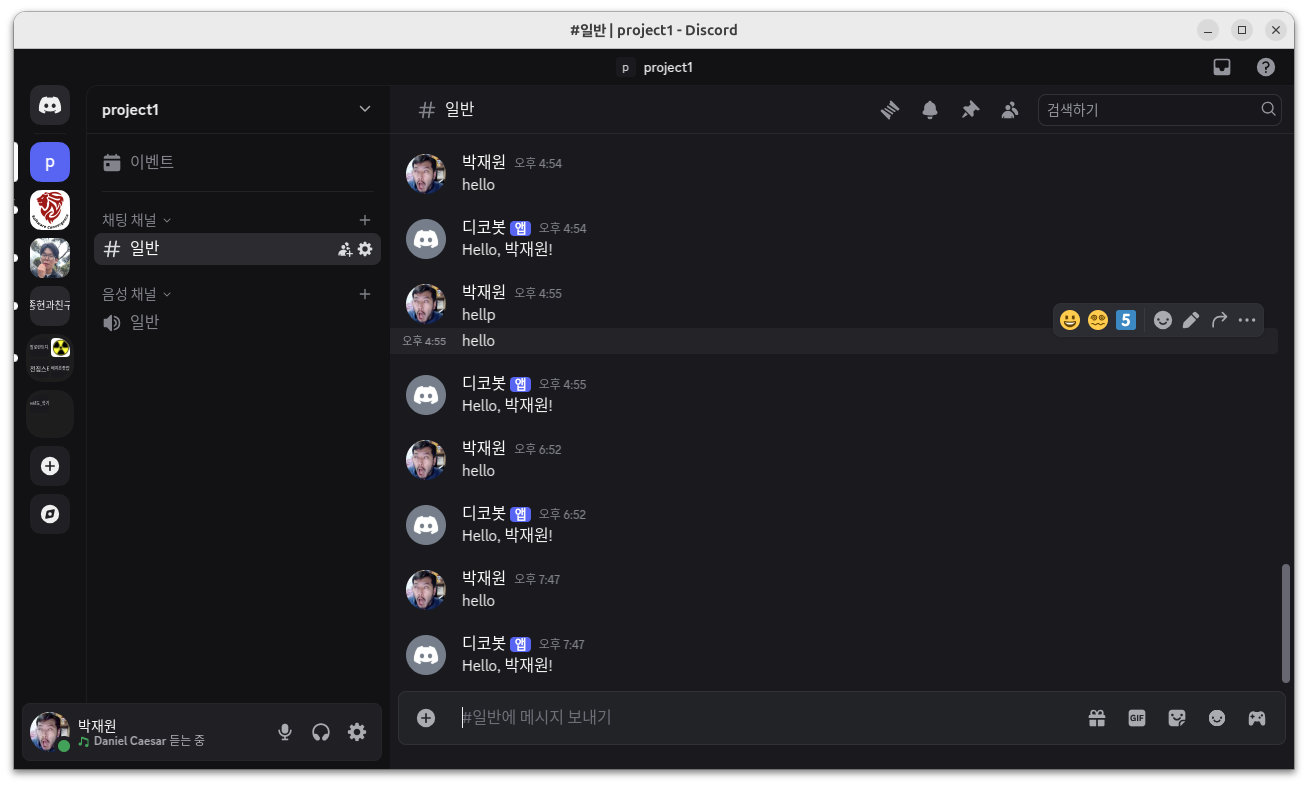 #일반 | project1 - Discord
p project1
project1
# 일반
검색하기
p
이벤트
채팅 채널
일반
음성 채널
일반
종현과친구
박재원 오후 4:54
hello
디코봇 앱 오후 4:54
Hello, 박재원!
박재원 오후 4:55
hellp
오후 4:55 hello
5
디코봇 앱 오후 4:55
Hello, 박재원!
박재원 오후 6:52
hello
디코봇 앱 오후 6:52
Hello, 박재원!
박재원 오후 7:47
hello
디코봇 앱 오후 7:47
Hello, 박재원!
박재원
Daniel Caesar 듣는 중
#일반에 메시지 보내기
GIF